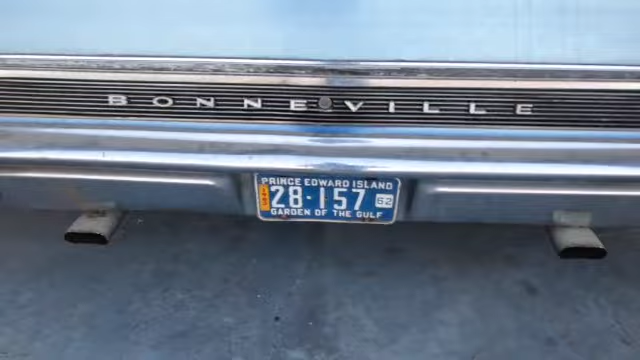 BONNEVILLE
PRINCE EDWARD ISLAND
28-157 62
GARDEN OF THE GULF